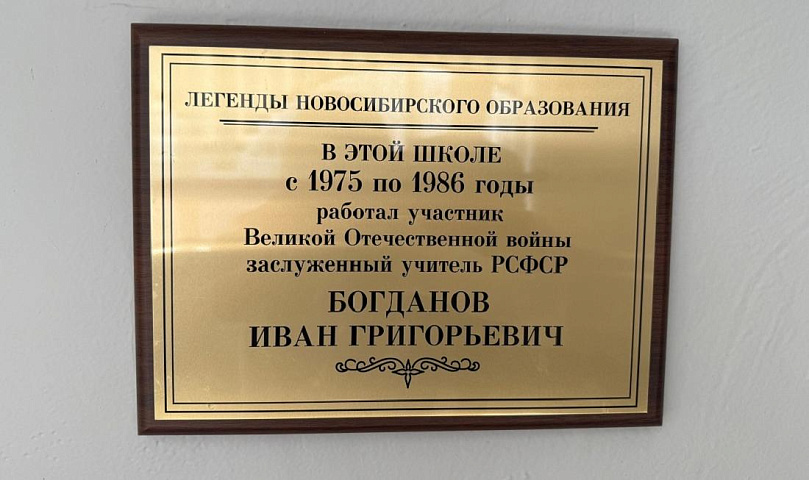 ЛЕГЕНДЫ НОВОСИБИРСКОГО ОБРАЗОВАНИЯ
В ЭТОЙ ШКОЛЕ
с 1975 по 1986 годы
работал участник
Великой Отечественной войны
заслуженный учитель РСФСР
БОГДАНОВ
ИВАН ГРИГОРЬЕВИЧ